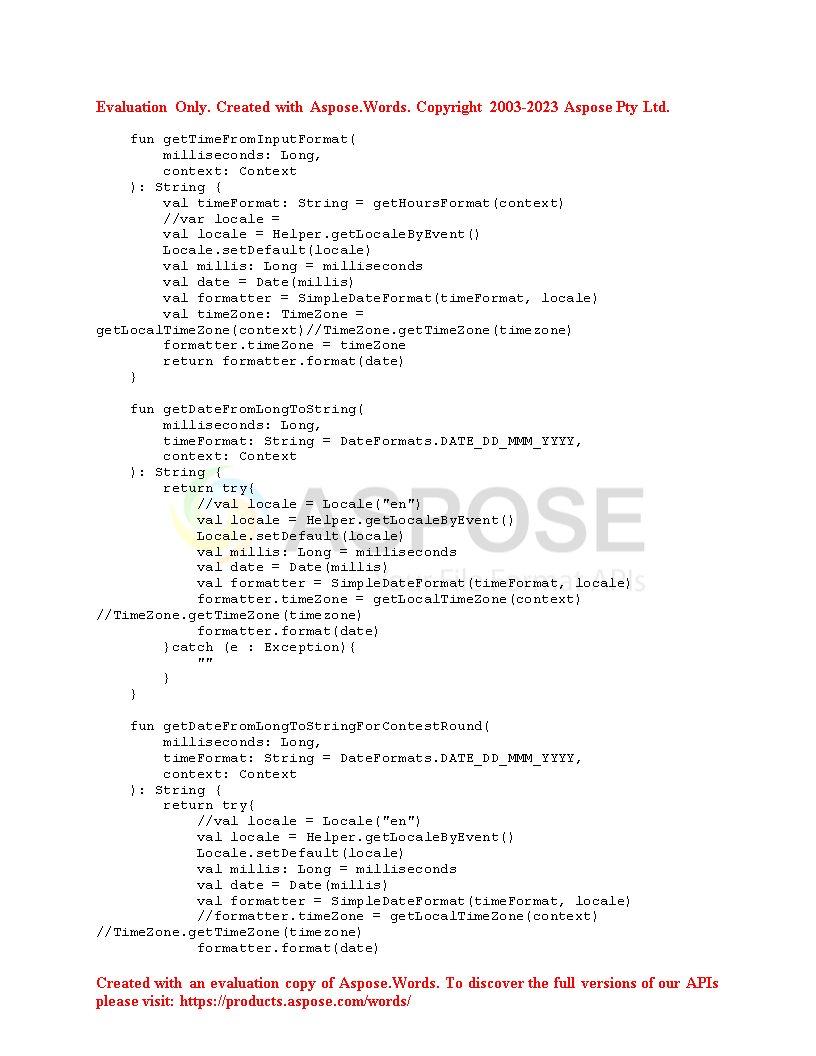 Evaluation Only. Created with Aspose.Words. Copyright 2003-2023 Aspose Pty Ltd.
    fun getTimeFromInputFormat(
        milliseconds: Long,
        context: Context
    ): String {
        val timeFormat: String = getHoursFormat(context)
        //var locale =
        val locale = Helper.getLocaleByEvent()
        Locale.setDefault(locale)
        val millis: Long = milliseconds
        val date = Date(millis)
        val formatter = SimpleDateFormat(timeFormat, locale)
        val timeZone: TimeZone =
getLocalTimeZone(context)//TimeZone.getTimeZone(timezone)
        formatter.timeZone = timeZone
        return formatter.format(date)
    }

    fun getDateFromLongToString(
        milliseconds: Long,
        timeFormat: String = DateFormats.DATE_DD_MMM_YYYY,
        context: Context
    ): String {
        return try{
            //val locale = Locale("en")
            val locale = Helper.getLocaleByEvent()
            Locale.setDefault(locale)
            val millis: Long = milliseconds
            val date = Date(millis)
            val formatter = SimpleDateFormat(timeFormat, locale)
            formatter.timeZone = getLocalTimeZone(context)
//TimeZone.getTimeZone(timezone)
            formatter.format(date)
        }catch (e : Exception){
            ""
        }
    }

    fun getDateFromLongToStringForContestRound(
        milliseconds: Long,
        timeFormat: String = DateFormats.DATE_DD_MMM_YYYY,
        context: Context
    ): String {
        return try{
            //val locale = Locale("en")
            val locale = Helper.getLocaleByEvent()
            Locale.setDefault(locale)
            val millis: Long = milliseconds
            val date = Date(millis)
            val formatter = SimpleDateFormat(timeFormat, locale)
            //formatter.timeZone = getLocalTimeZone(context)
//TimeZone.getTimeZone(timezone)
            formatter.format(date)
ASPOSE
File Format APIs
Created with an evaluation copy of Aspose.Words. To discover the full versions of our APIs
please visit: https://products.aspose.com/words/